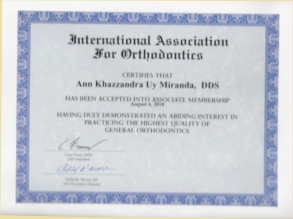 International Association
For Orthodontics
CERTIFIES THAT
Ann Khazzandra Uy Miranda, DDS
HAS BEEN ACCEPTED INTO ASSOCIATE MEMBERSHIP
HAVING DULY DEMONSTRATED AN ABIDING INTEREST IN
PRACTICING THE HIGHEST QUALITY OF
GENERAL ORTHODONTICS